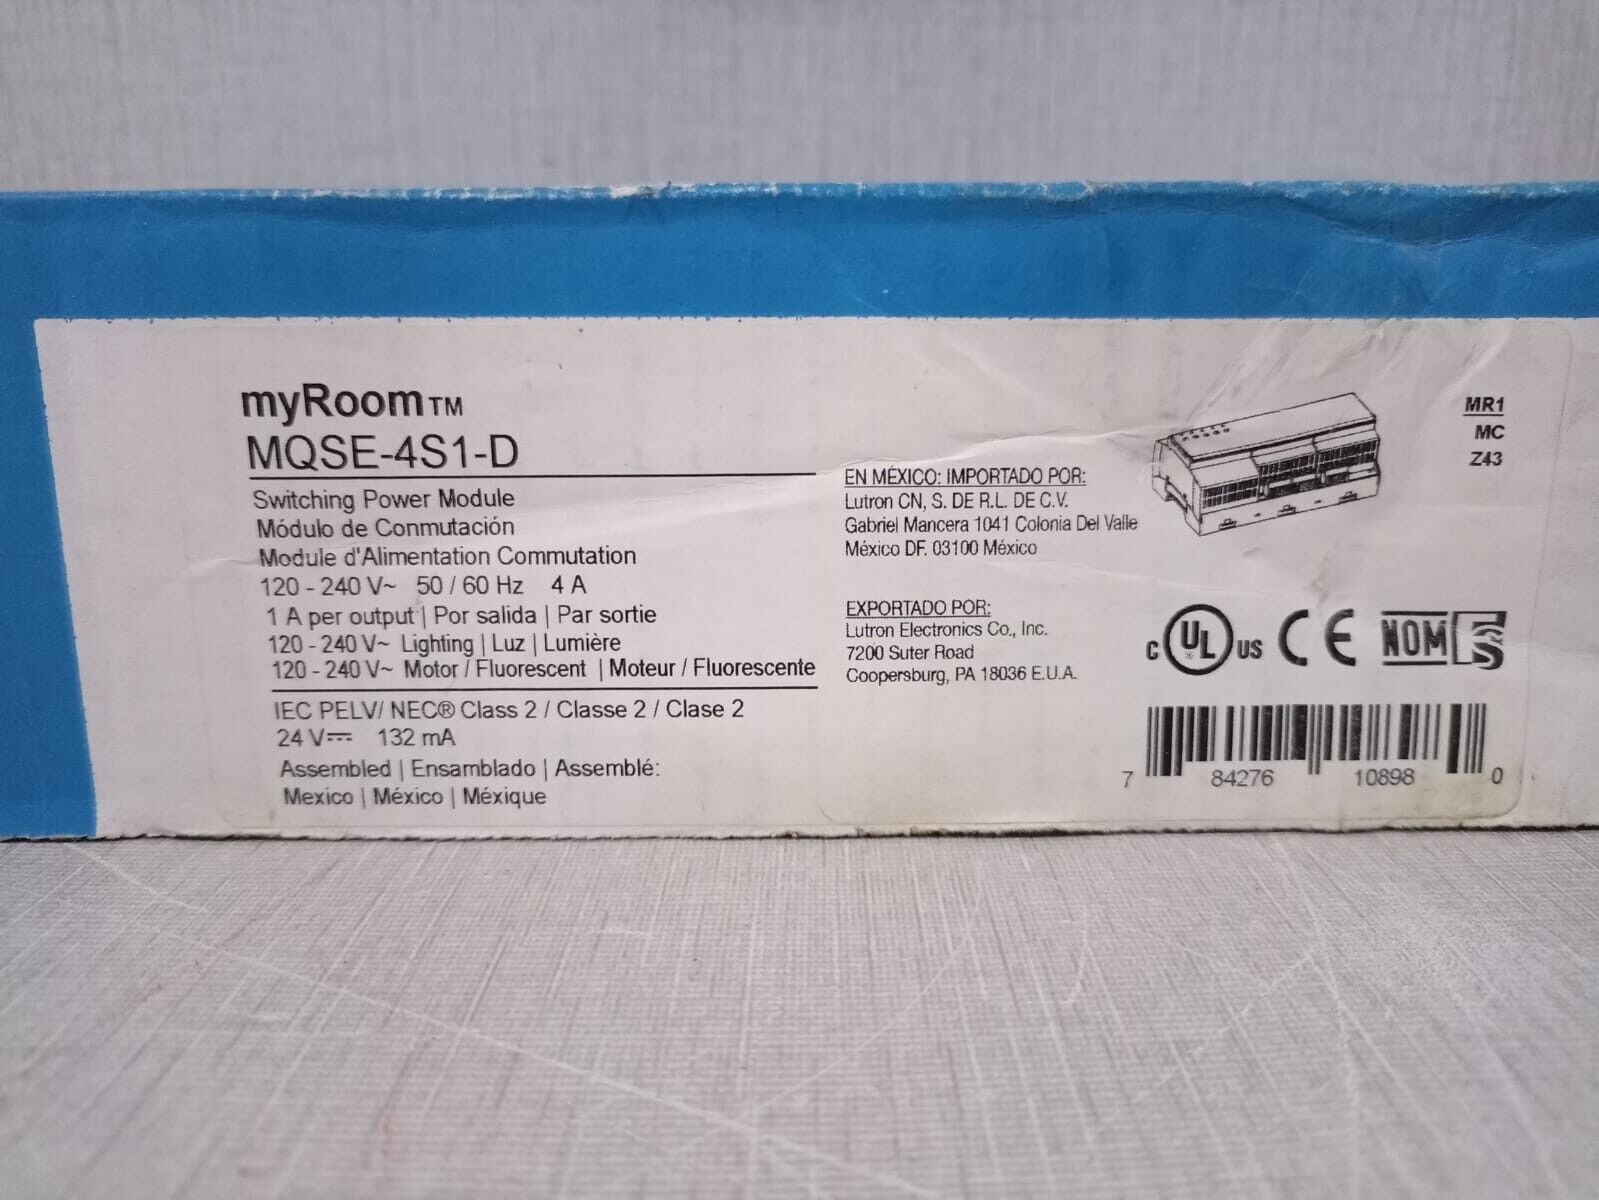 myRoom™
MQSE-4S1-D
Switching Power Module
Módulo de Conmutación
Module d'Alimentation Commutation
120 - 240 V~ 50 / 60 Hz 4 A
1 A per output | Por salida | Par sortie
120 - 240 V~ Lighting | Luz | Lumière
120 - 240 V~ Motor / Fluorescent | Moteur / Fluorescente
IEC PELV/ NEC® Class 2 / Classe 2 / Clase 2
24 V⎓ 132 mA
Assembled | Ensamblado | Assemblé:
Mexico | México | Méxique
EN MÉXICO: IMPORTADO POR:
Lutron CN, S. DE R.L. DE C.V.
Gabriel Mancera 1041 Colonia Del Valle
México DF. 03100 México
EXPORTADO POR:
Lutron Electronics Co., Inc.
7200 Suter Road
Coopersburg, PA 18036 E.U.A.
MR1
MC
Z43
C UL US CE NOM
7 84276 10898 0